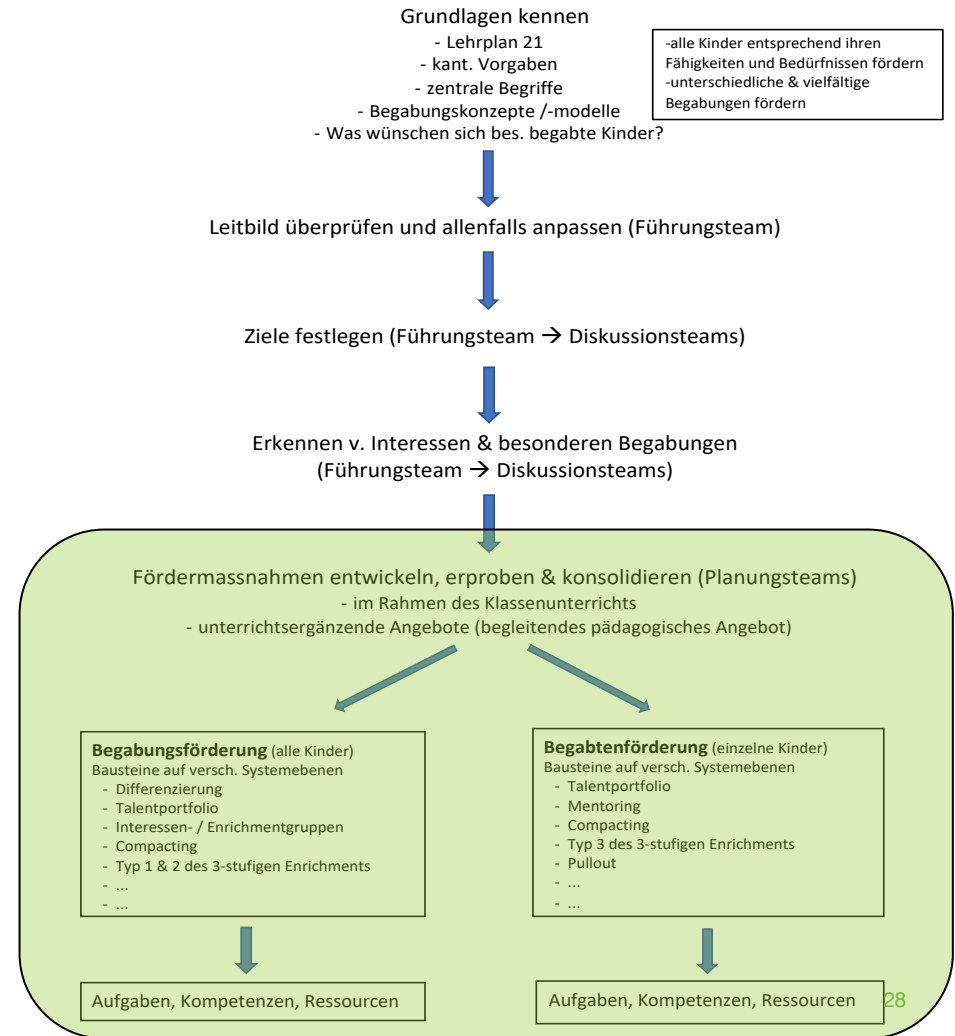 Grundlagen kennen
- Lehrplan 21
- kant. Vorgaben
- zentrale Begriffe
- Begabungskonzepte /-modelle
- Was wünschen sich bes. begabte Kinder?
-alle Kinder entsprechend ihren
Fähigkeiten und Bedürfnissen fördern
-unterschiedliche & vielfältige
Begabungen fördern
Leitbild überprüfen und allenfalls anpassen (Führungsteam)
Ziele festlegen (Führungsteam → Diskussionsteams)
Erkennen v. Interessen & besonderen Begabungen
(Führungsteam → Diskussionsteams)
Fördermassnahmen entwickeln, erproben & konsolidieren (Planungsteams)
- im Rahmen des Klassenunterrichts
- unterrichtsergänzende Angebote (begleitendes pädagogisches Angebot)
Begabungsförderung (alle Kinder)
Bausteine auf versch. Systemebenen
- Differenzierung
- Talentportfolio
- Interessen- / Enrichmentgruppen
- Compacting
- Typ 1 & 2 des 3-stufigen Enrichments
- ...
- ...
Begabtenförderung (einzelne Kinder)
Bausteine auf versch. Systemebenen
- Talentportfolio
- Mentoring
- Compacting
- Typ 3 des 3-stufigen Enrichments
- Pullout
- ...
- ...
Aufgaben, Kompetenzen, Ressourcen
Aufgaben, Kompetenzen, Ressourcen
28